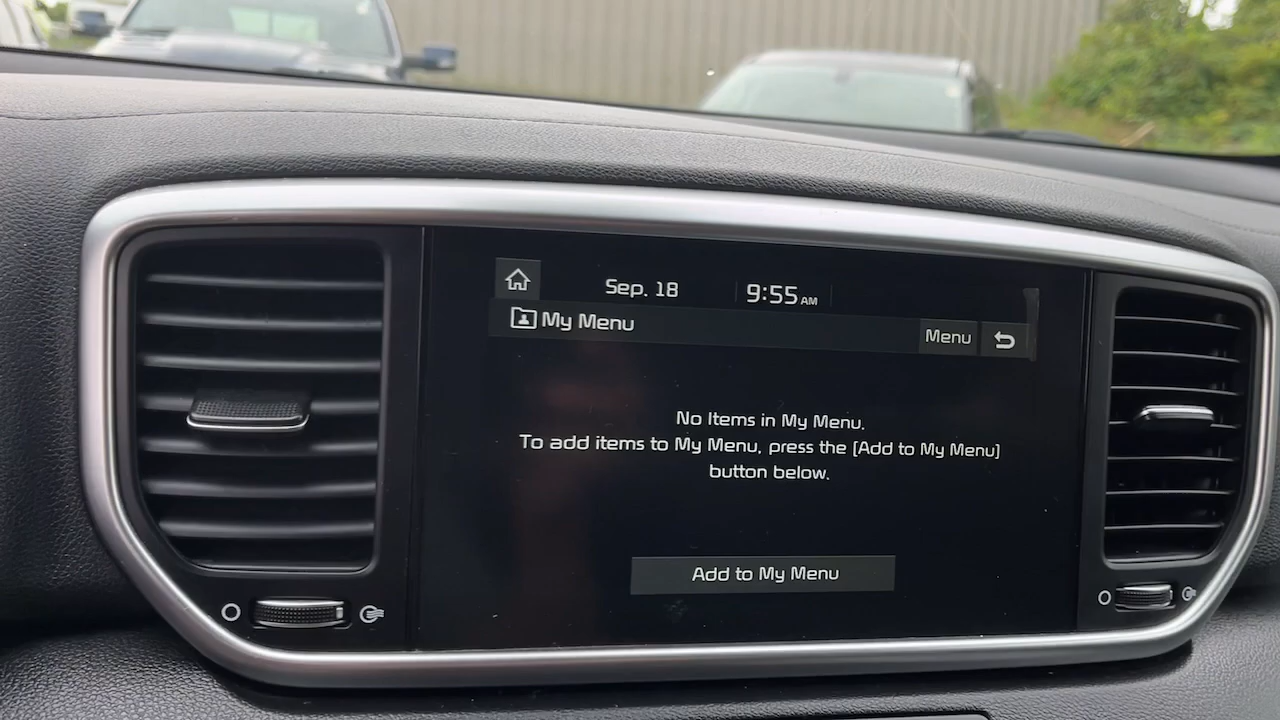 Sep. 18
9:55 AM
My Menu
Menu
No Items in My Menu.
To add items to My Menu, press the [Add to My Menu]
button below.
Add to My Menu